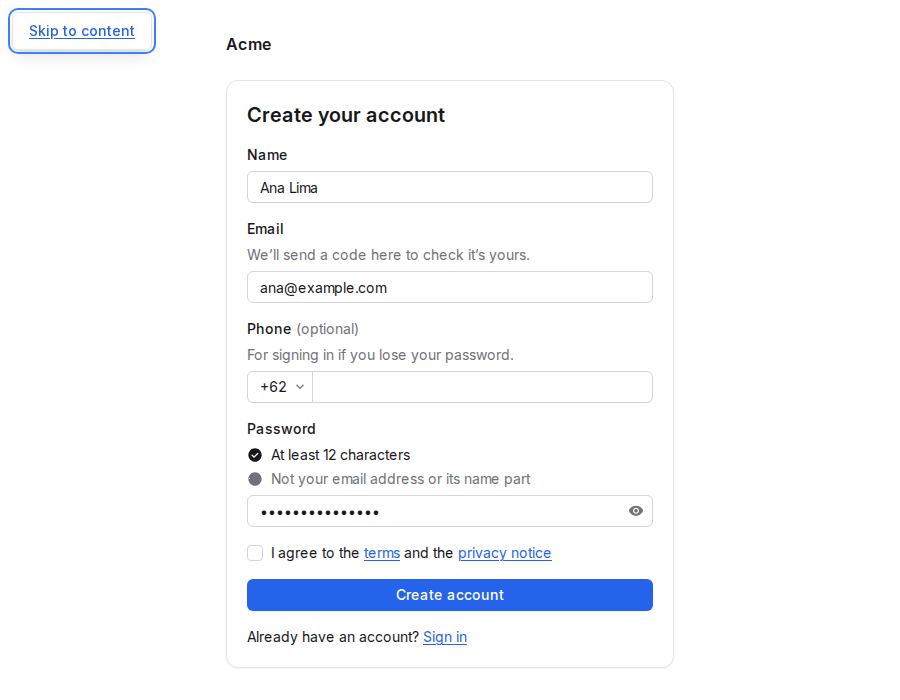 Skip to content
Acme
Create your account
Name
Ana Lima
Email
We’ll send a code here to check it’s yours.
ana@example.com
Phone (optional)
For signing in if you lose your password.
+62
Password
At least 12 characters
Not your email address or its name part
•••••••••••••••
I agree to the terms and the privacy notice
Create account
Already have an account? Sign in